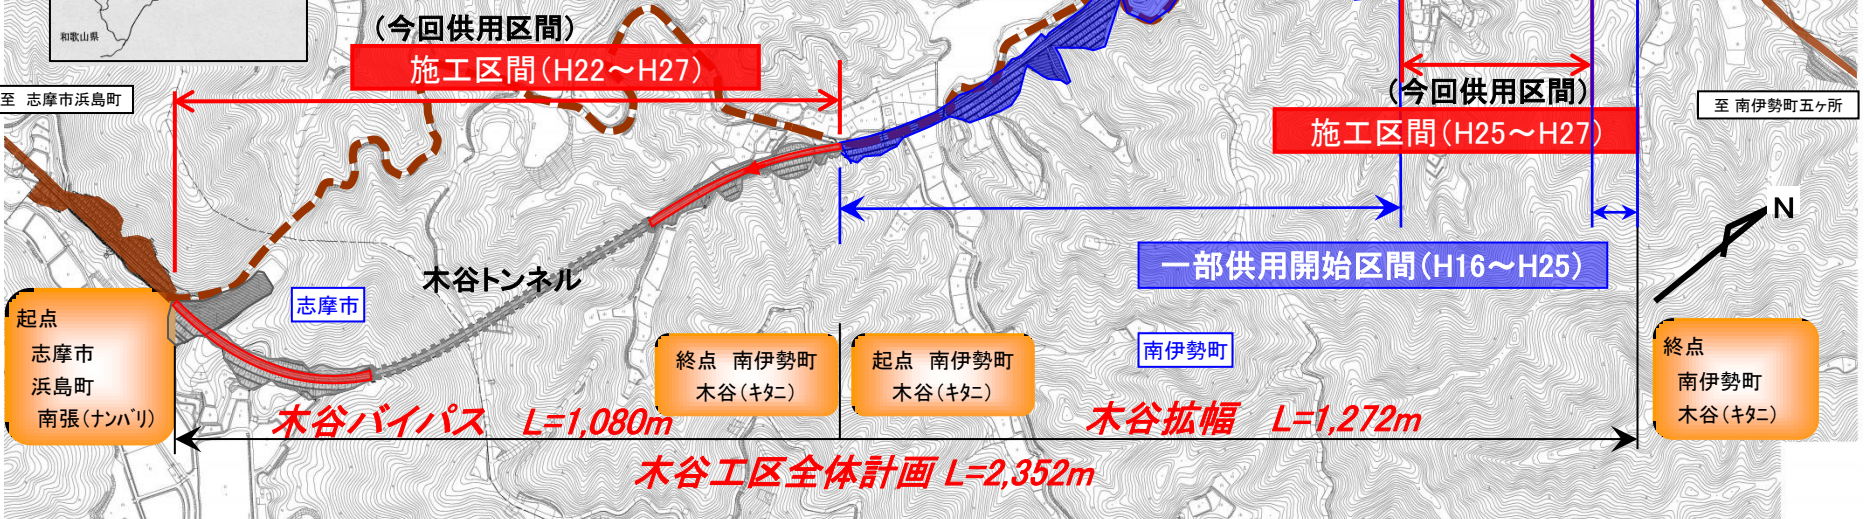 和歌山県
(今回供用区間)
施工区間(H22～H27)
至 志摩市浜島町
(今回供用区間)
施工区間(H25～H27)
至 南伊勢町五ヶ所
N
一部供用開始区間(H16～H25)
木谷トンネル
志摩市
南伊勢町
起点
志摩市
浜島町
南張(ナンバリ)
終点 南伊勢町
木谷(キタニ)
起点 南伊勢町
木谷(キタニ)
終点
南伊勢町
木谷(キタニ)
木谷バイパス L=1,080m
木谷拡幅 L=1,272m
木谷工区全体計画 L=2,352m